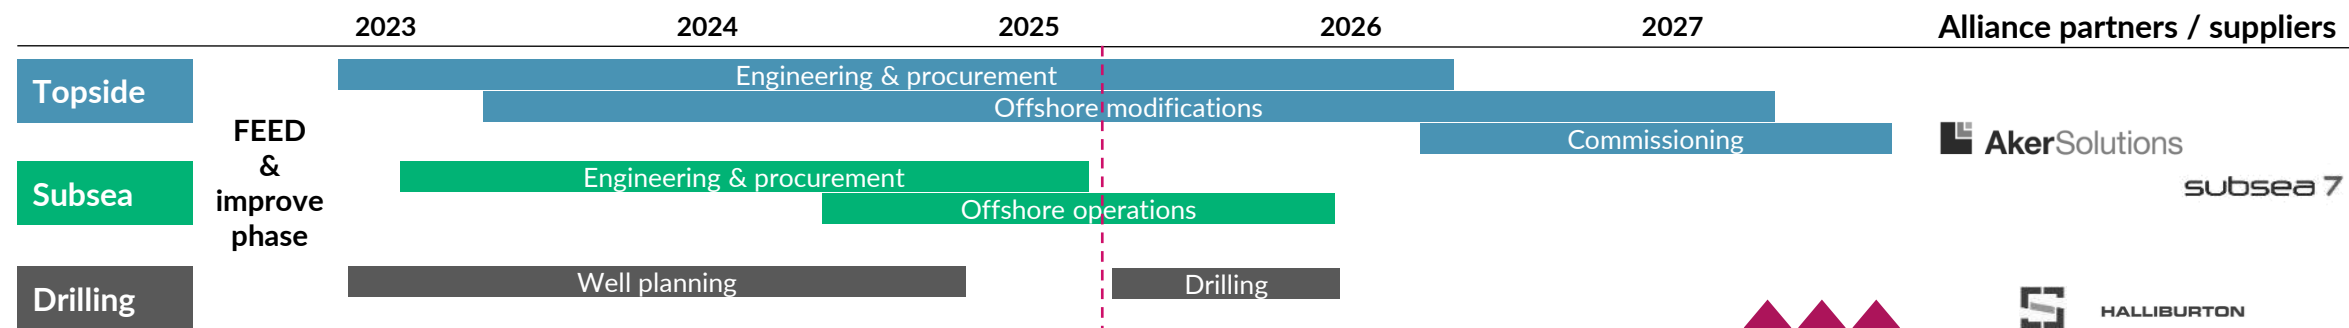 2023 2024 2025 2026 2027 Alliance partners / suppliers
Topside
Engineering & procurement
Offshore modifications
Commissioning
FEED
&
improve
phase
AkerSolutions
Subsea
Engineering & procurement
Offshore operations
subsea 7
Drilling
Well planning
Drilling
HALLIBURTON